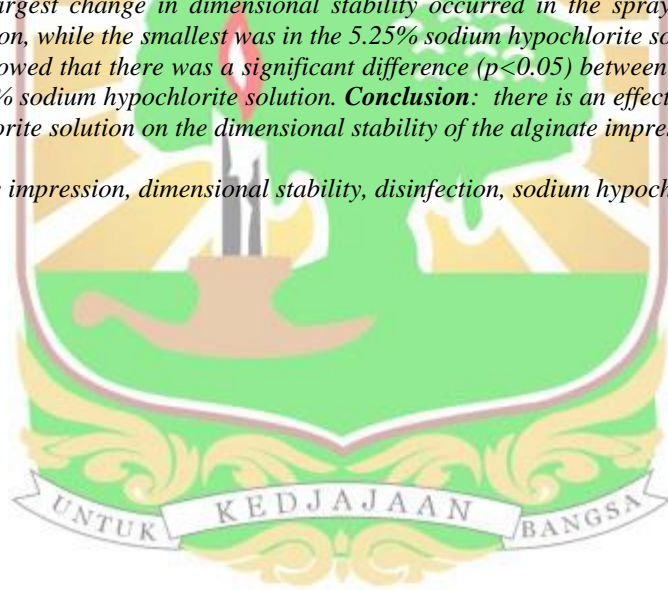 largest change in dimensional stability occurred in the spray
on, while the smallest was in the 5.25% sodium hypochlorite so
owed that there was a significant difference (p<0.05) between
% sodium hypochlorite solution. Conclusion: there is an effect
orite solution on the dimensional stability of the alginate impres
impression, dimensional stability, disinfection, sodium hypoch
UNTUK KEDJAJAAN BANGSA